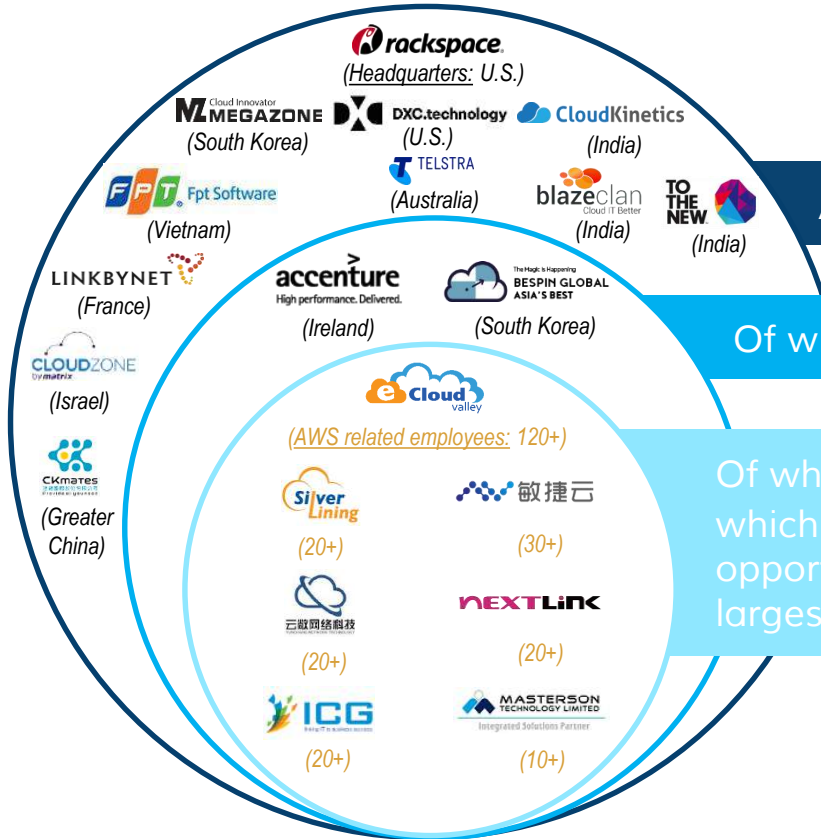 rackspace.
(Headquarters: U.S.)
Cloud Innovator
MZ MEGAZONE
DXC.technology
CloudKinetics
(South Korea)
(U.S.)
(India)
TELSTRA
FPT. Fpt Software
(Australia)
blazeclan
Cloud IT Better
TO
THE
NEW.
(Vietnam)
(India)
(India)
LINKBYNET
accenture
High performance. Delivered.
The Magic is Happening
BESPIN GLOBAL
ASIA'S BEST
(France)
(Ireland)
(South Korea)
Of w
CLOUDZONE
by matrix
(Israel)
e Cloud
valley
(AWS related employees: 120+)
CKmates
(Greater
China)
Silver
Lining
敏捷云
(20+)
(30+)
Of wh
which
oppor
larges
云数网络科技
NEXTLINK
(20+)
(20+)
ICG
MASTERSON
TECHNOLOGY LIMITED
Integrated Solutions Partner
(20+)
(10+)